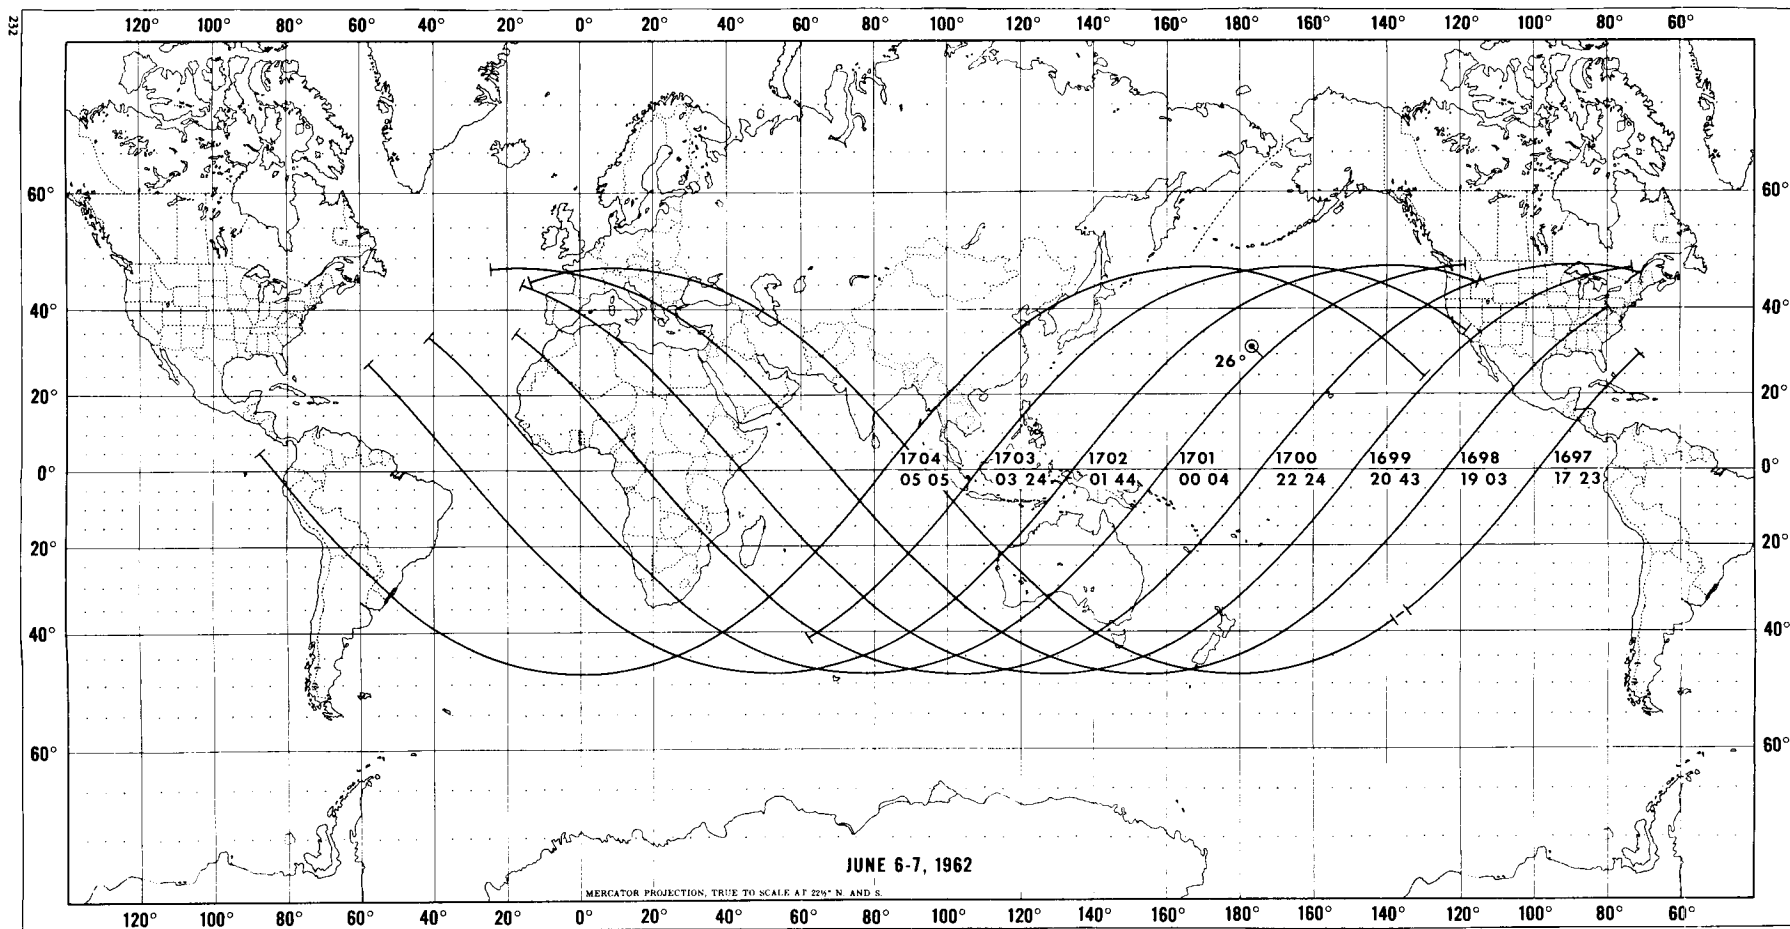 232
120° 100° 80° 60° 40° 20° 0° 20° 40° 60° 80° 100° 120° 140° 160° 180° 160° 140° 120° 100° 80° 60°
60° 60°
40° 40°
26°
20° 20°
1704 1703 1702 1701 1700 1699 1698 1697
0° 0°
05 05 03 24 01 44 00 04 22 24 20 43 19 03 17 23
20° 20°
40° 40°
60° 60°
JUNE 6-7, 1962
MERCATOR PROJECTION, TRUE TO SCALE AT 22½° N. AND S.
120° 100° 80° 60° 40° 20° 0° 20° 40° 60° 80° 100° 120° 140° 160° 180° 160° 140° 120° 100° 80° 60°